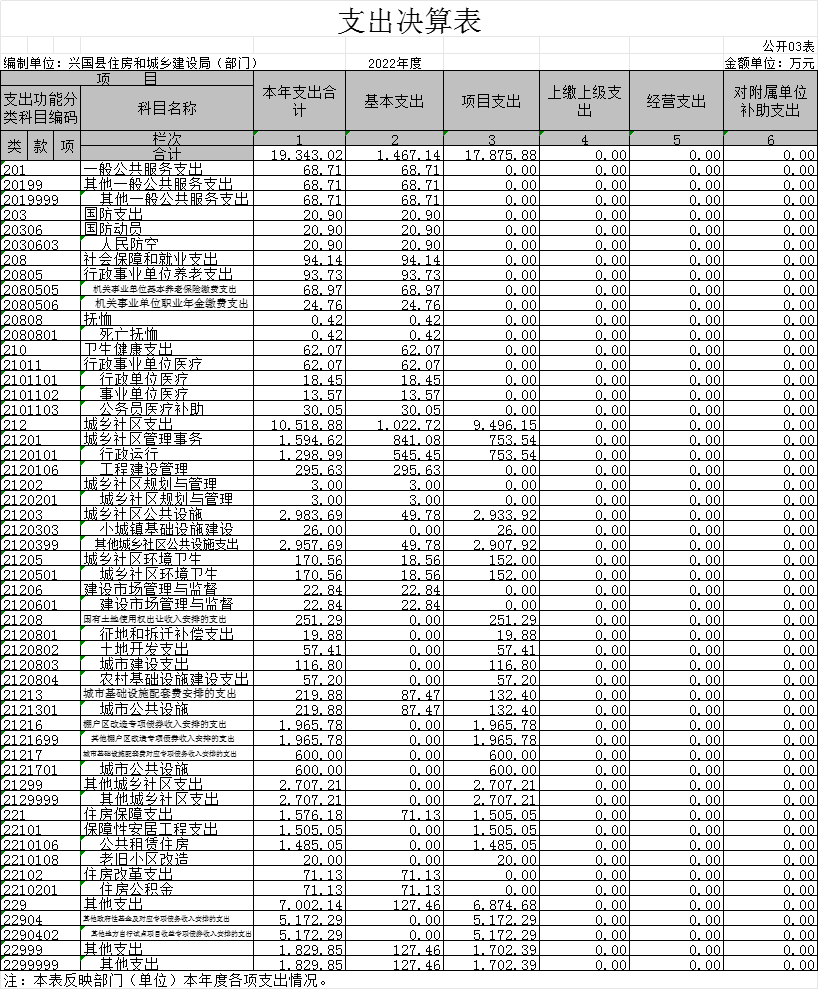 支出决算表
公开03表
编制单位：兴国县住房和城乡建设局（部门） 2022年度 金额单位：万元
项 目 本年支出合计 基本支出 项目支出 上缴上级支出 经营支出 对附属单位补助支出
支出功能分类科目编码 科目名称
类 款 项 栏次 1 2 3 4 5 6
合计 19,343.02 1,467.14 17,875.88 0.00 0.00 0.00
201 一般公共服务支出 68.71 68.71 0.00 0.00 0.00 0.00
20199 其他一般公共服务支出 68.71 68.71 0.00 0.00 0.00 0.00
2019999 其他一般公共服务支出 68.71 68.71 0.00 0.00 0.00 0.00
203 国防支出 20.90 20.90 0.00 0.00 0.00 0.00
20306 国防动员 20.90 20.90 0.00 0.00 0.00 0.00
2030603 人民防空 20.90 20.90 0.00 0.00 0.00 0.00
208 社会保障和就业支出 94.14 94.14 0.00 0.00 0.00 0.00
20805 行政事业单位养老支出 93.73 93.73 0.00 0.00 0.00 0.00
2080505 机关事业单位基本养老保险缴费支出 68.97 68.97 0.00 0.00 0.00 0.00
2080506 机关事业单位职业年金缴费支出 24.76 24.76 0.00 0.00 0.00 0.00
20808 抚恤 0.42 0.42 0.00 0.00 0.00 0.00
2080801 死亡抚恤 0.42 0.42 0.00 0.00 0.00 0.00
210 卫生健康支出 62.07 62.07 0.00 0.00 0.00 0.00
21011 行政事业单位医疗 62.07 62.07 0.00 0.00 0.00 0.00
2101101 行政单位医疗 18.45 18.45 0.00 0.00 0.00 0.00
2101102 事业单位医疗 13.57 13.57 0.00 0.00 0.00 0.00
2101103 公务员医疗补助 30.05 30.05 0.00 0.00 0.00 0.00
212 城乡社区支出 10,518.88 1,022.72 9,496.15 0.00 0.00 0.00
21201 城乡社区管理事务 1,594.62 841.08 753.54 0.00 0.00 0.00
2120101 行政运行 1,298.99 545.45 753.54 0.00 0.00 0.00
2120106 工程建设管理 295.63 295.63 0.00 0.00 0.00 0.00
21202 城乡社区规划与管理 3.00 3.00 0.00 0.00 0.00 0.00
2120201 城乡社区规划与管理 3.00 3.00 0.00 0.00 0.00 0.00
21203 城乡社区公共设施 2,983.69 49.78 2,933.92 0.00 0.00 0.00
2120303 小城镇基础设施建设 26.00 0.00 26.00 0.00 0.00 0.00
2120399 其他城乡社区公共设施支出 2,957.69 49.78 2,907.92 0.00 0.00 0.00
21205 城乡社区环境卫生 170.56 18.56 152.00 0.00 0.00 0.00
2120501 城乡社区环境卫生 170.56 18.56 152.00 0.00 0.00 0.00
21206 建设市场管理与监督 22.84 22.84 0.00 0.00 0.00 0.00
2120601 建设市场管理与监督 22.84 22.84 0.00 0.00 0.00 0.00
21208 国有土地使用权出让收入安排的支出 251.29 0.00 251.29 0.00 0.00 0.00
2120801 征地和拆迁补偿支出 19.88 0.00 19.88 0.00 0.00 0.00
2120802 土地开发支出 57.41 0.00 57.41 0.00 0.00 0.00
2120803 城市建设支出 116.80 0.00 116.80 0.00 0.00 0.00
2120804 农村基础设施建设支出 57.20 0.00 57.20 0.00 0.00 0.00
21213 城市基础设施配套费安排的支出 219.88 87.47 132.40 0.00 0.00 0.00
2121301 城市公共设施 219.88 87.47 132.40 0.00 0.00 0.00
21216 棚户区改造专项债券收入安排的支出 1,965.78 0.00 1,965.78 0.00 0.00 0.00
2121699 其他棚户区改造专项债券收入安排的支出 1,965.78 0.00 1,965.78 0.00 0.00 0.00
21217 城市基础设施配套费对应专项债务收入安排的支出 600.00 0.00 600.00 0.00 0.00 0.00
2121701 城市公共设施 600.00 0.00 600.00 0.00 0.00 0.00
21299 其他城乡社区支出 2,707.21 0.00 2,707.21 0.00 0.00 0.00
2129999 其他城乡社区支出 2,707.21 0.00 2,707.21 0.00 0.00 0.00
221 住房保障支出 1,576.18 71.13 1,505.05 0.00 0.00 0.00
22101 保障性安居工程支出 1,505.05 0.00 1,505.05 0.00 0.00 0.00
2210106 公共租赁住房 1,485.05 0.00 1,485.05 0.00 0.00 0.00
2210108 老旧小区改造 20.00 0.00 20.00 0.00 0.00 0.00
22102 住房改革支出 71.13 71.13 0.00 0.00 0.00 0.00
2210201 住房公积金 71.13 71.13 0.00 0.00 0.00 0.00
229 其他支出 7,002.14 127.46 6,874.68 0.00 0.00 0.00
22904 其他政府性基金及对应专项债务收入安排的支出 5,172.29 0.00 5,172.29 0.00 0.00 0.00
2290402 其他地方自行试点项目收益专项债券收入安排的支出 5,172.29 0.00 5,172.29 0.00 0.00 0.00
22999 其他支出 1,829.85 127.46 1,702.39 0.00 0.00 0.00
2299999 其他支出 1,829.85 127.46 1,702.39 0.00 0.00 0.00
注：本表反映部门（单位）本年度各项支出情况。